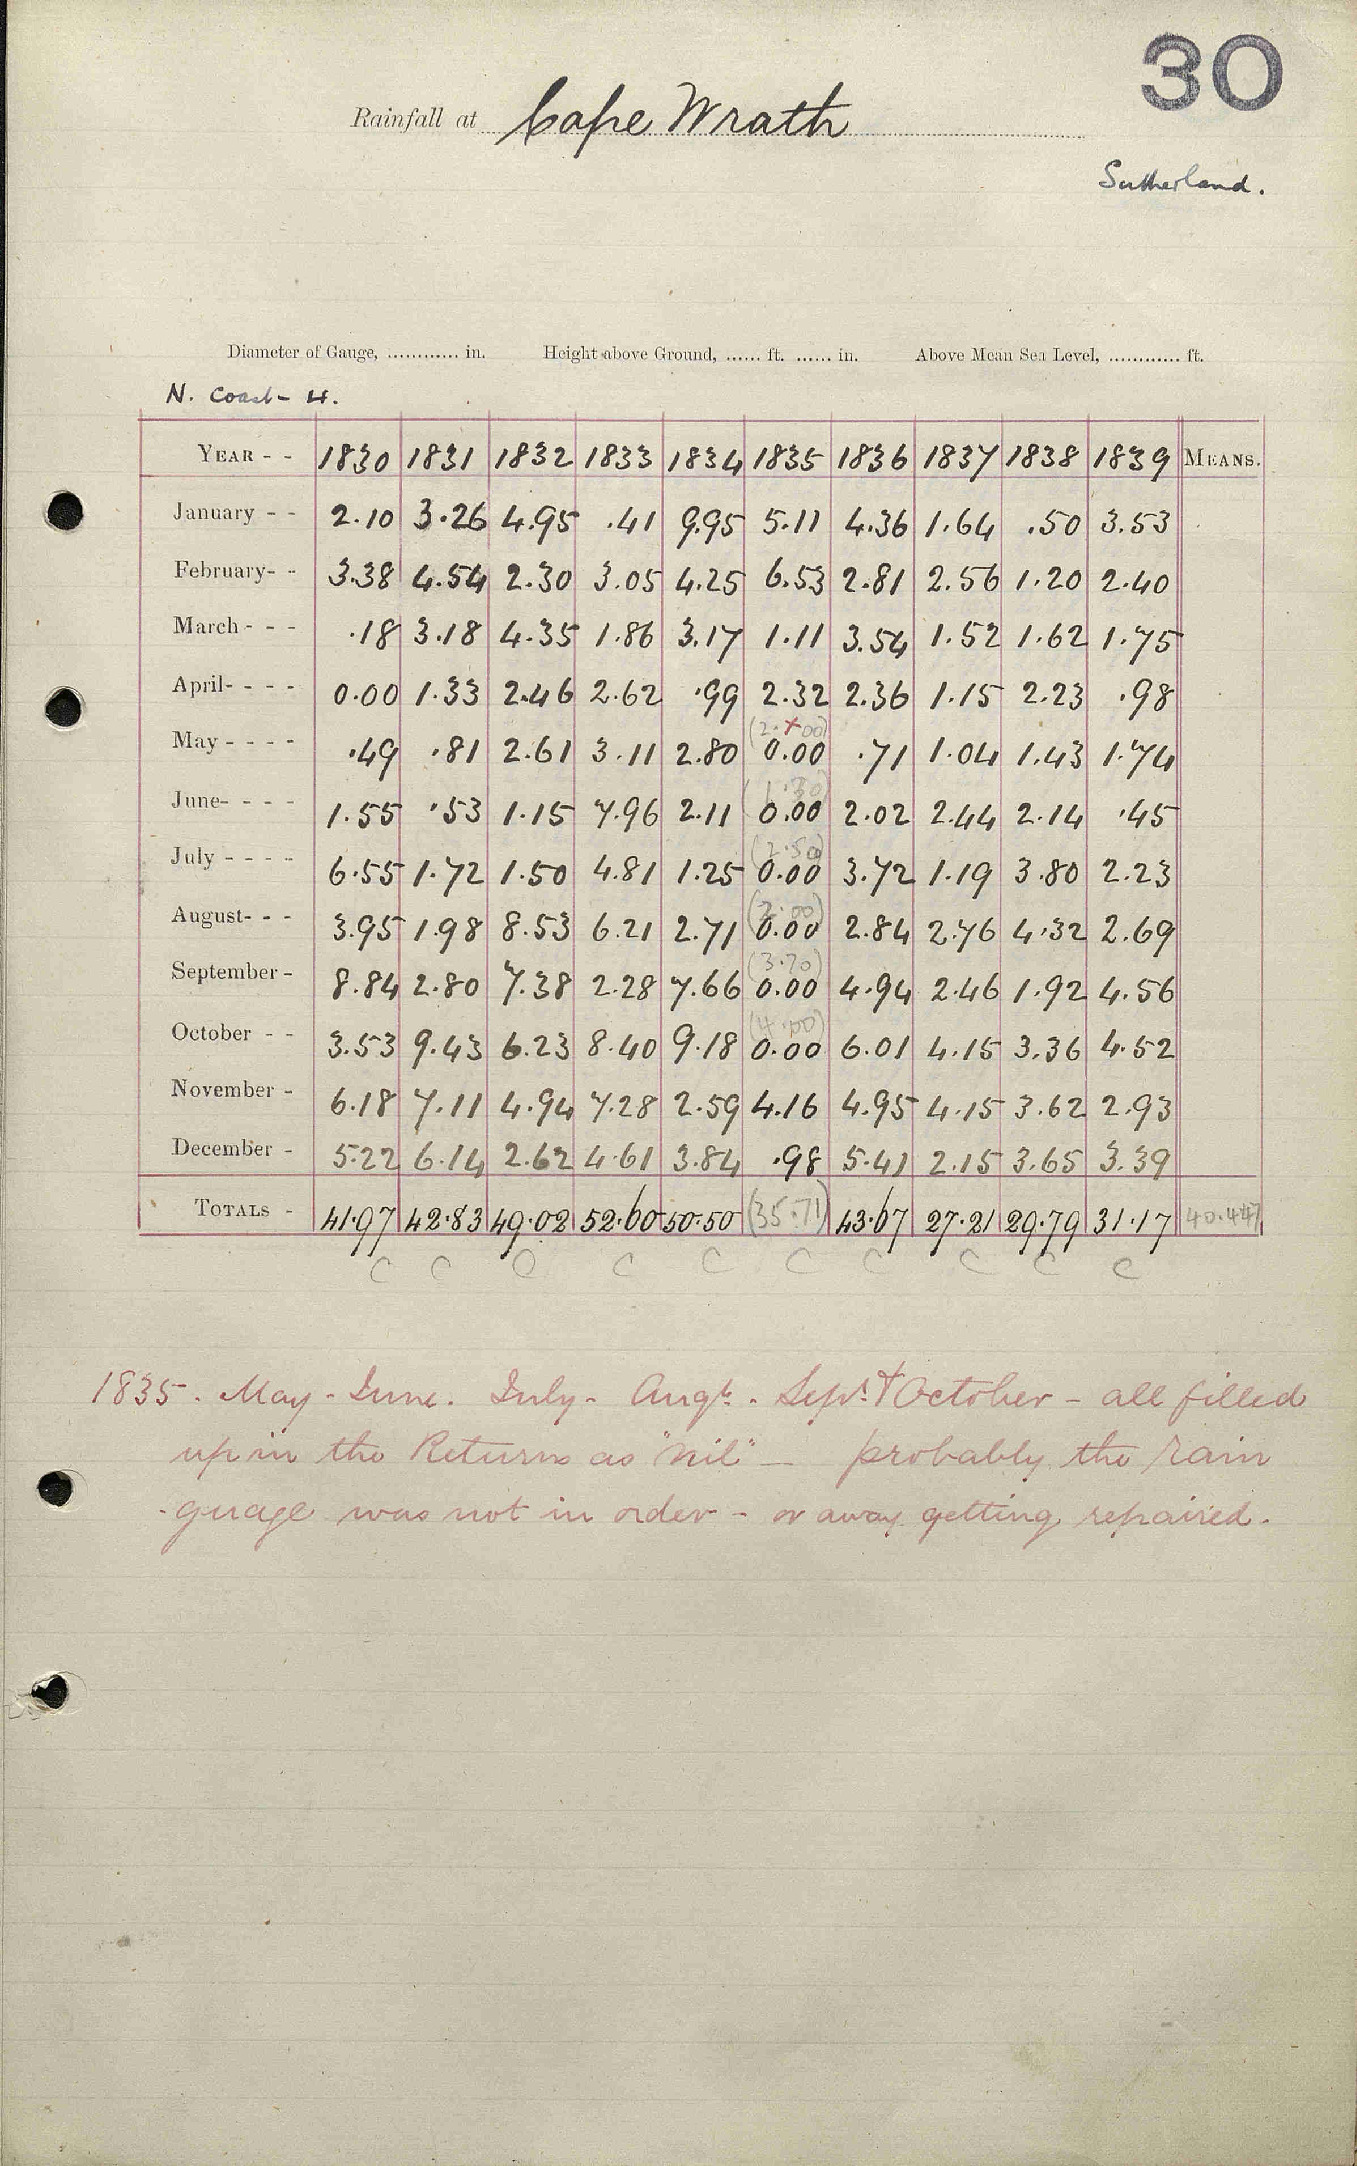 30
Rainfall at Cape Wrath
Sutherland.
Diameter of Gauge, ............ in. Height above Ground, ...... ft. ...... in. Above Mean Sea Level, ............ ft.
N. Coast - 4.
YEAR - - 1830 1831 1832 1833 1834 1835 1836 1837 1838 1839 MEANS.
January - - 2.10 3.26 4.95 .41 9.95 5.11 4.36 1.64 .50 3.53
February- - 3.38 4.54 2.30 3.05 4.25 6.53 2.81 2.56 1.20 2.40
March - - - .18 3.18 4.35 1.86 3.17 1.11 3.54 1.52 1.62 1.75
April- - - - 0.00 1.33 2.46 2.62 .99 2.32 2.36 1.15 2.23 .98
(2.00)
May - - - - .49 .81 2.61 3.11 2.80 0.00 .71 1.04 1.43 1.74
(1.30)
June- - - - 1.55 .53 1.15 7.96 2.11 0.00 2.02 2.44 2.14 .45
(2.50)
July - - - - 6.55 1.72 1.50 4.81 1.25 0.00 3.72 1.19 3.80 2.23
(2.00)
August- - - 3.95 1.98 8.53 6.21 2.71 0.00 2.84 2.76 4.32 2.69
(3.70)
September - 8.84 2.80 7.38 2.28 7.66 0.00 4.94 2.46 1.92 4.56
(4.00)
October - - 3.53 9.43 6.23 8.40 9.18 0.00 6.01 4.15 3.36 4.52
November - 6.18 7.11 4.94 7.28 2.59 4.16 4.95 4.15 3.62 2.93
December - 5.22 6.14 2.62 4.61 3.84 .98 5.41 2.15 3.65 3.39
TOTALS - 41.97 42.83 49.02 52.60 50.50 (35.71) 43.67 27.21 29.79 31.17 40.447
C C C C C C C C C C
1835. May - June. July - Augt. - Sept. + October - all filled
up in the Returns as "nil" - probably the rain
guage was not in order - or away getting repaired.